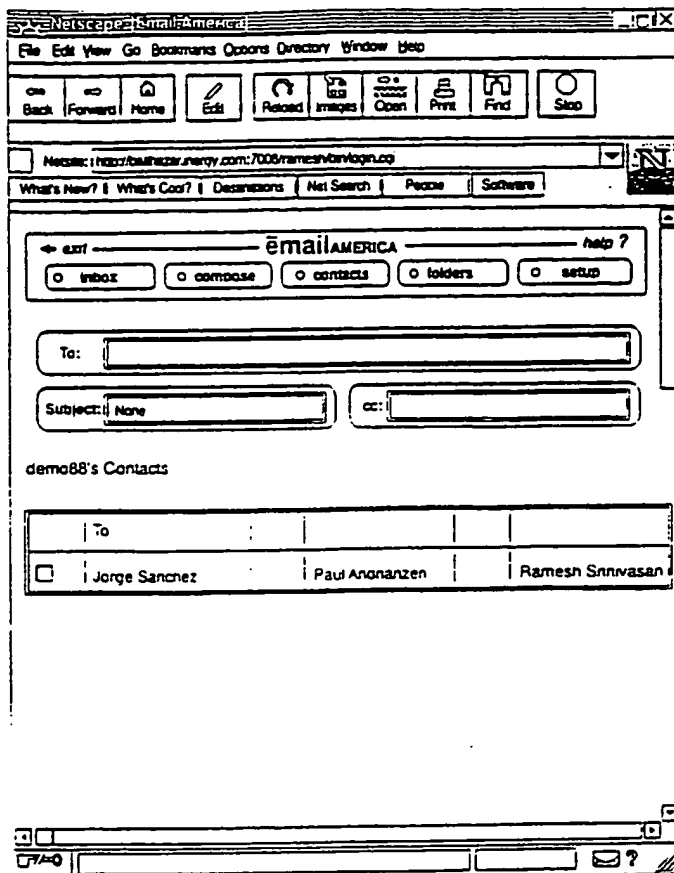 Netscape - [Email America]
File Edit View Go Bookmarks Options Directory Window Help
Back Forward Home Edit Reload Images Open Print Find Stop
Netsite:
N
What's New? What's Cool? Destinations Net Search People Software
exit ēmailAMERICA help ?
inbox compose contacts folders setup
To:
Subject: None cc:
demo88's Contacts
To
Jorge Sanchez Paul Ramesh Srinivasan
?